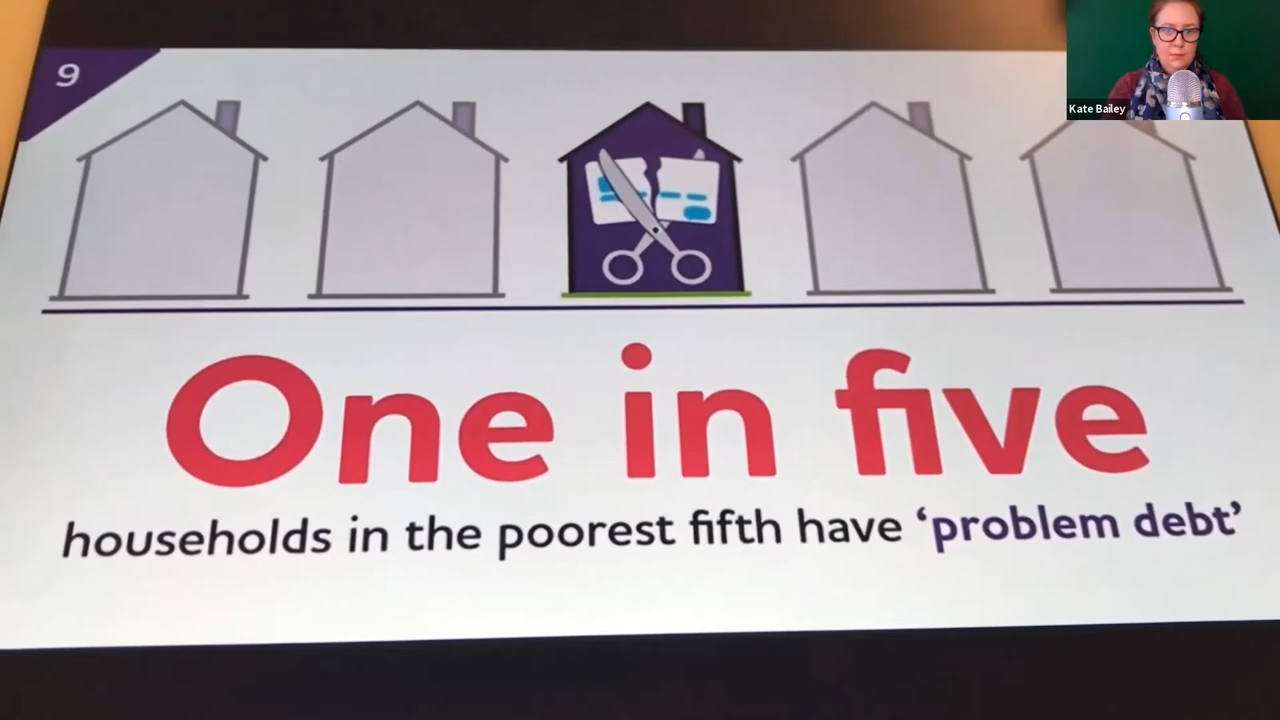 9
Kate Bailey
One in five
households in the poorest fifth have ‘problem debt’